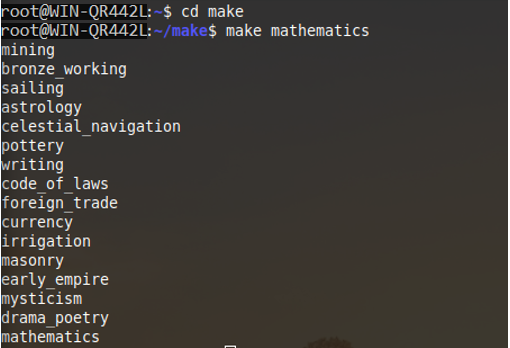 root@WIN-QR442L:~$ cd make
root@WIN-QR442L:~/make$ make mathematics
mining
bronze_working
sailing
astrology
celestial_navigation
pottery
writing
code_of_laws
foreign_trade
currency
irrigation
masonry
early_empire
mysticism
drama_poetry
mathematics